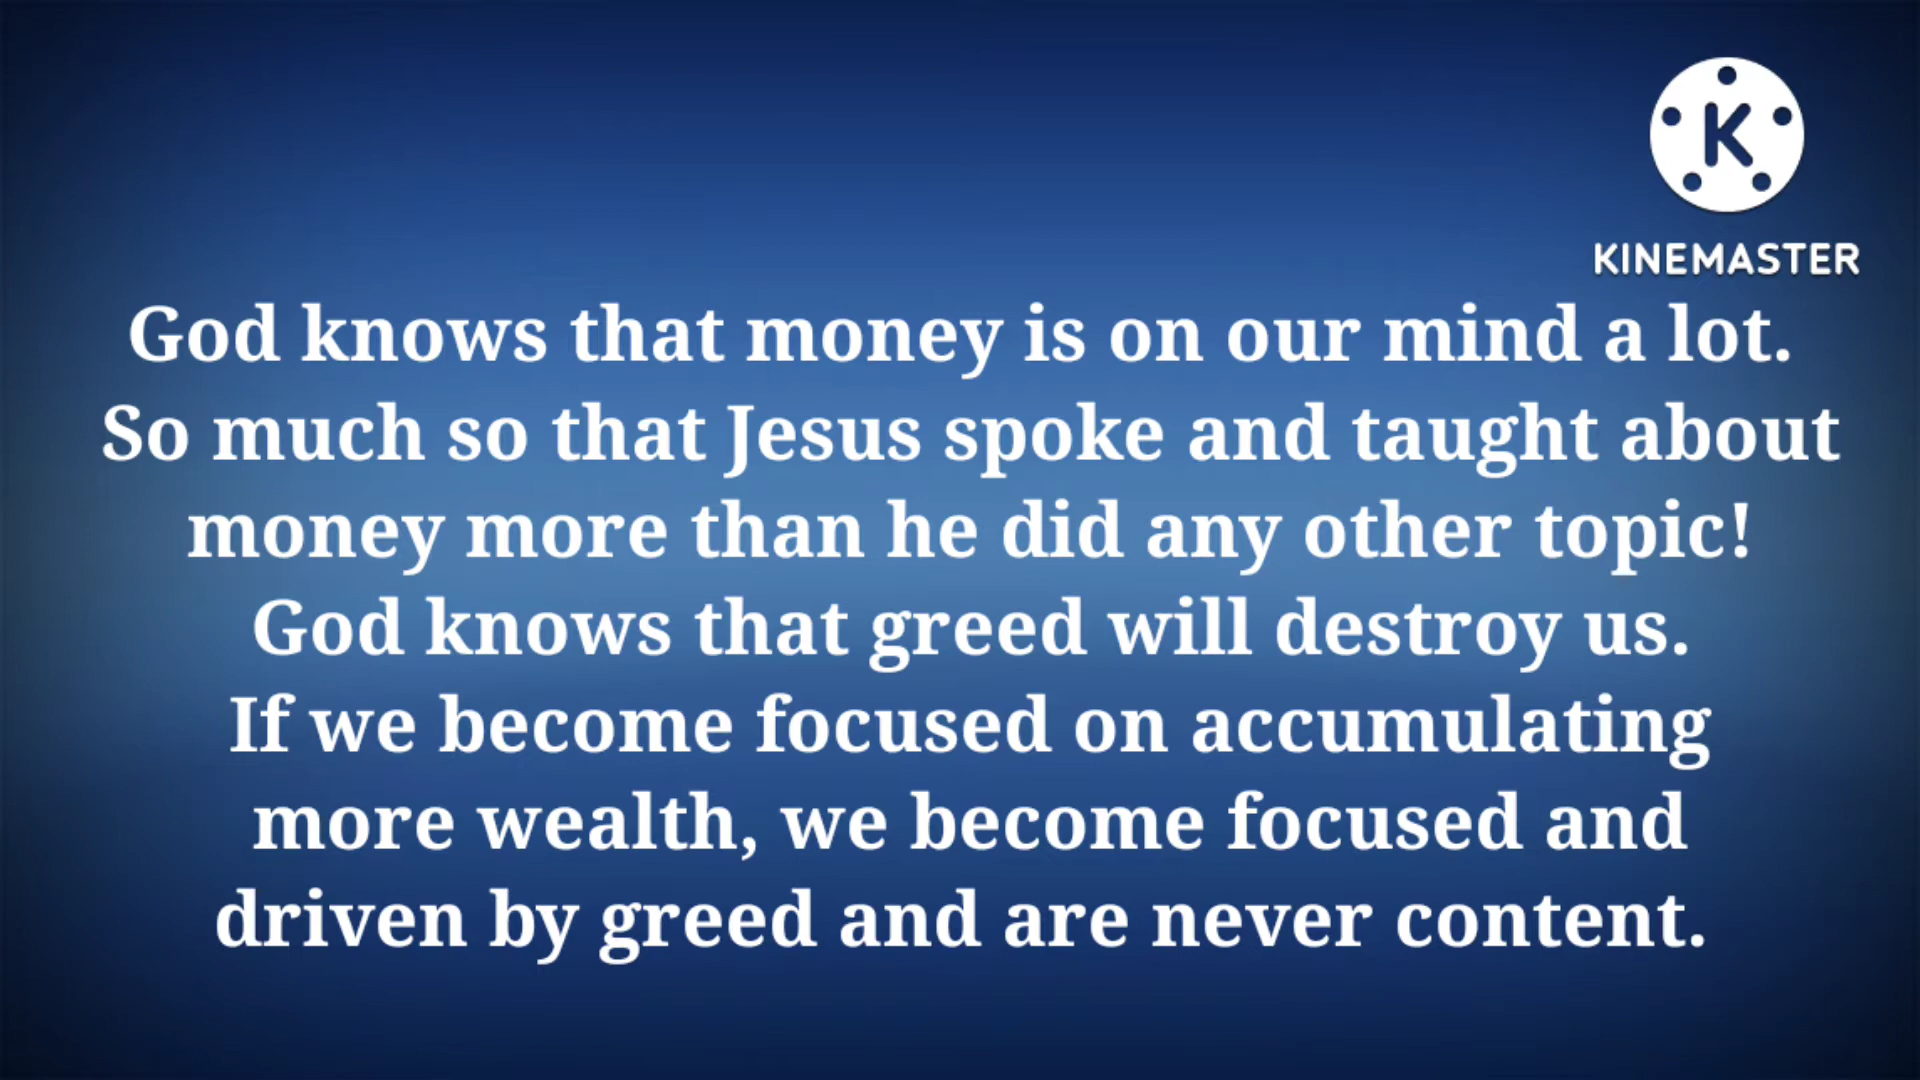 K
KINEMASTER
God knows that money is on our mind a lot.
So much so that Jesus spoke and taught about
money more than he did any other topic!
God knows that greed will destroy us.
If we become focused on accumulating
more wealth, we become focused and
driven by greed and are never content.